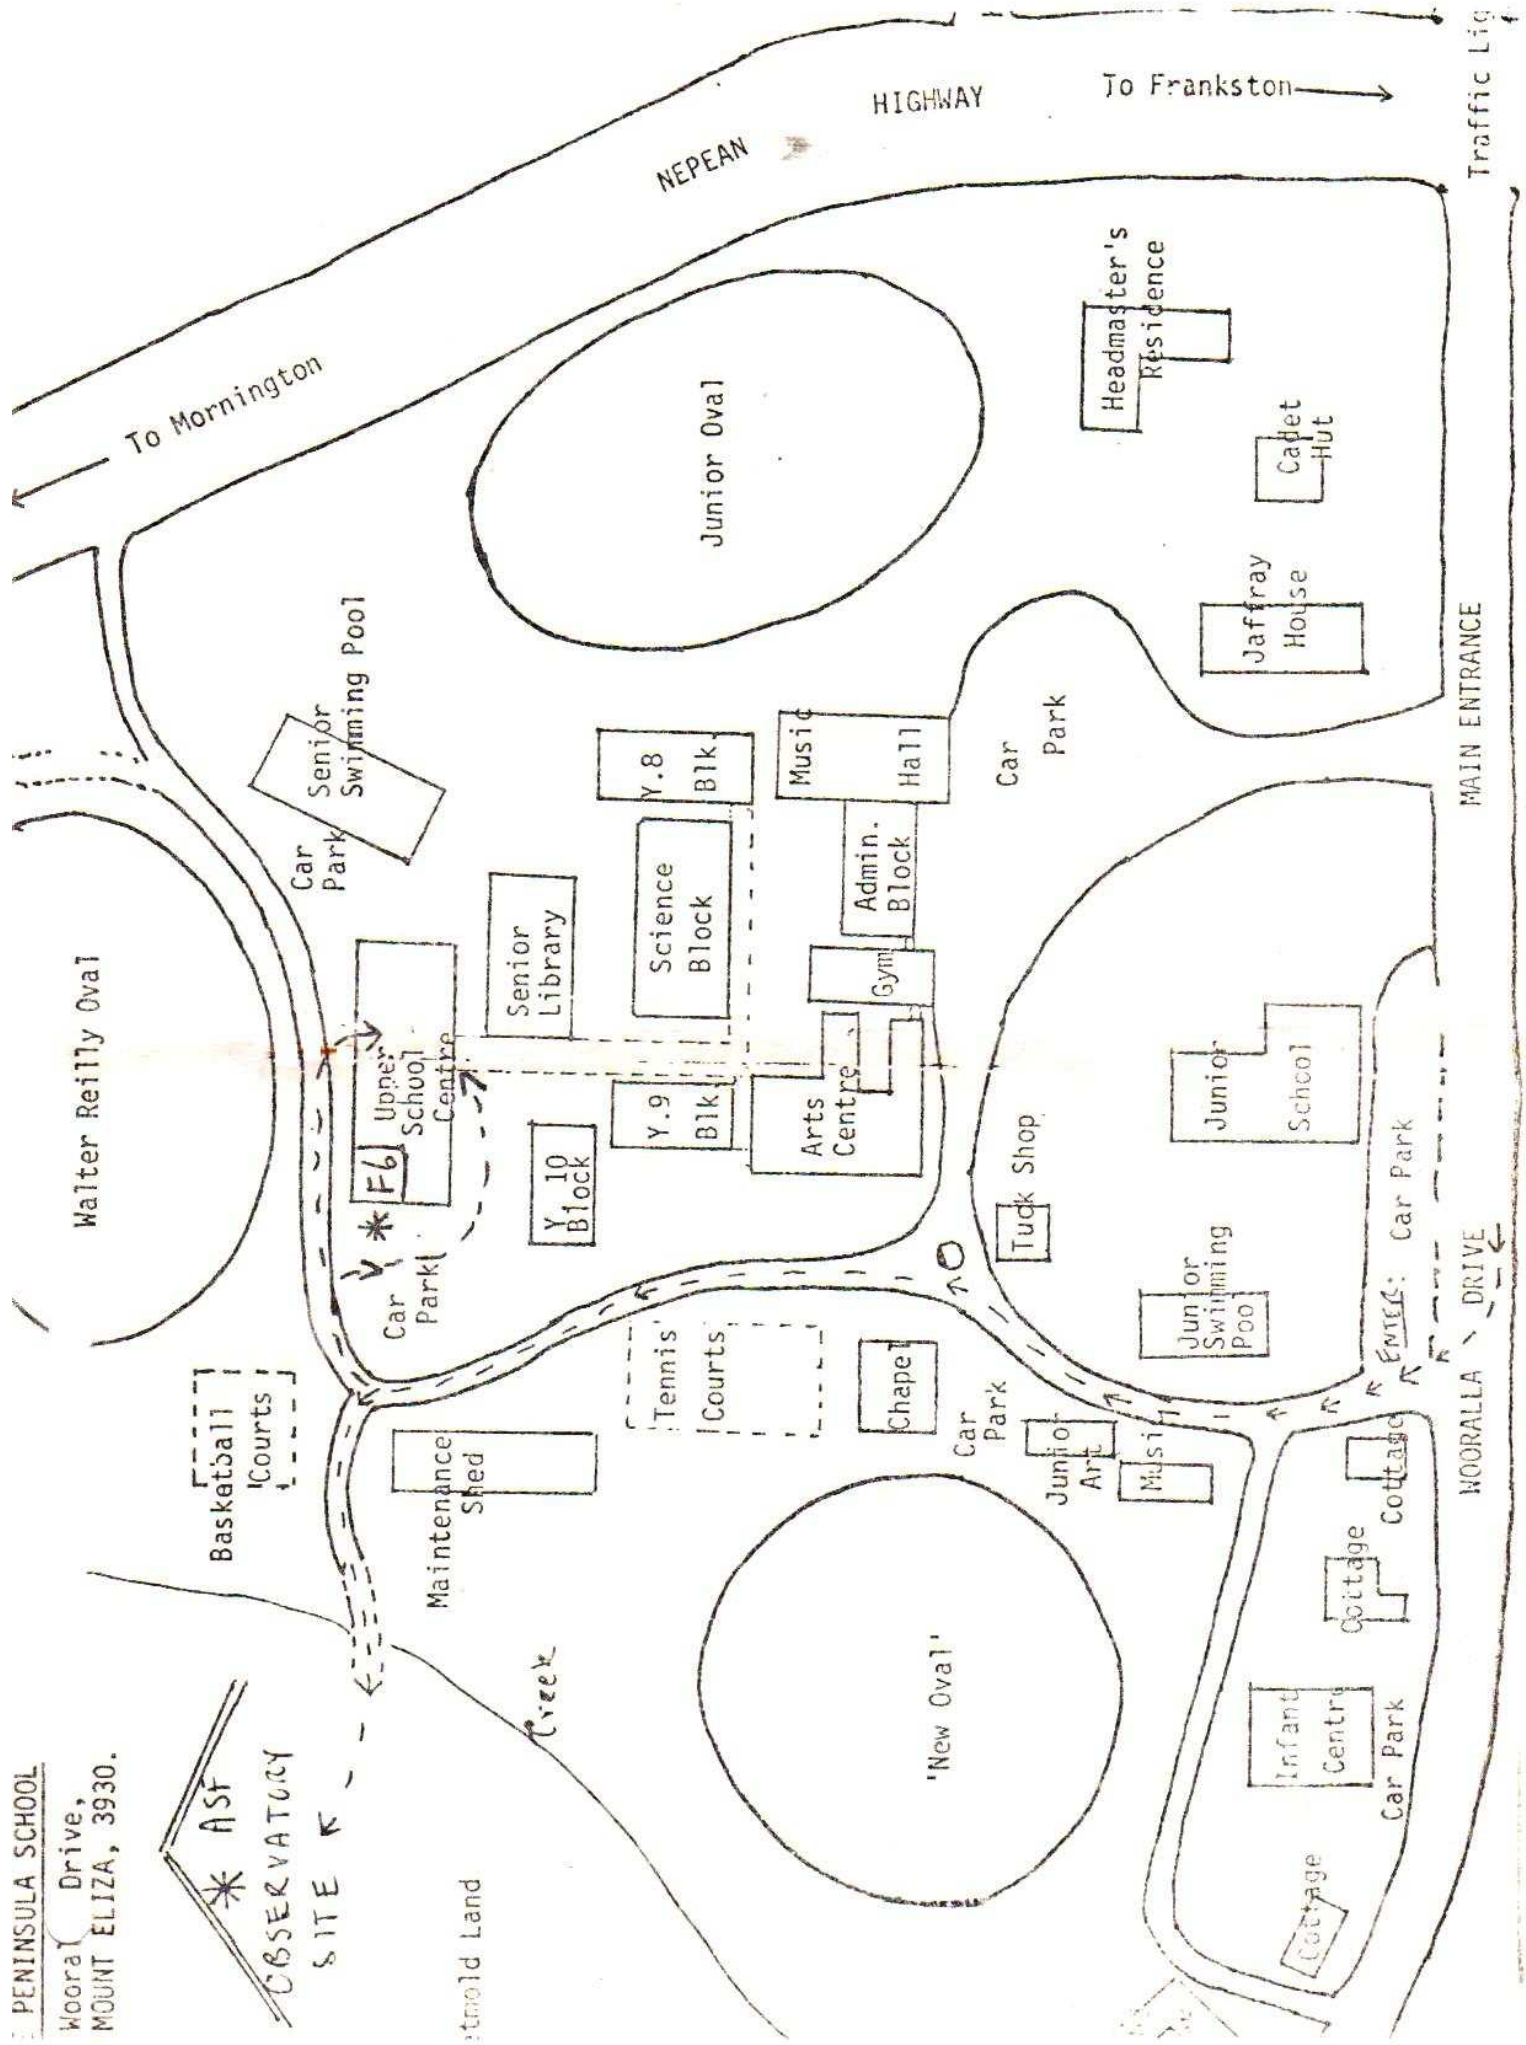 PENINSULA SCHOOL
Wooral Drive,
MOUNT ELIZA, 3930.
* ASF
OBSERVATORY
SITE
Creek
Basketball
Courts
Maintenance
Shed
Walter Reilly Oval
To Mornington
NEPEAN
HIGHWAY
To Frankston
Traffic Lig
Car
Park
* F6
Upper
School
Centre
Car
Park
Senior
Swimming Pool
Senior
Library
Y 10
Block
Y.9
Blk.
Science
Block
Y.8
Blk.
Junior Oval
Tennis
Courts
Arts
Centre
Gym
Admin.
Block
Music
Hall
Chapel
Car
Park
Car
Park
Tuck Shop
Headmaster's
Residence
Cadet
Hut
Jaffray
House
'New Oval'
Junior
Art
Music
Junior
Swimming
Pool
Junior
School
Infant
Centre
Car Park
Cottage
Cottage
Cottage
ENTER:
Car Park
WOORALLA DRIVE
MAIN ENTRANCE